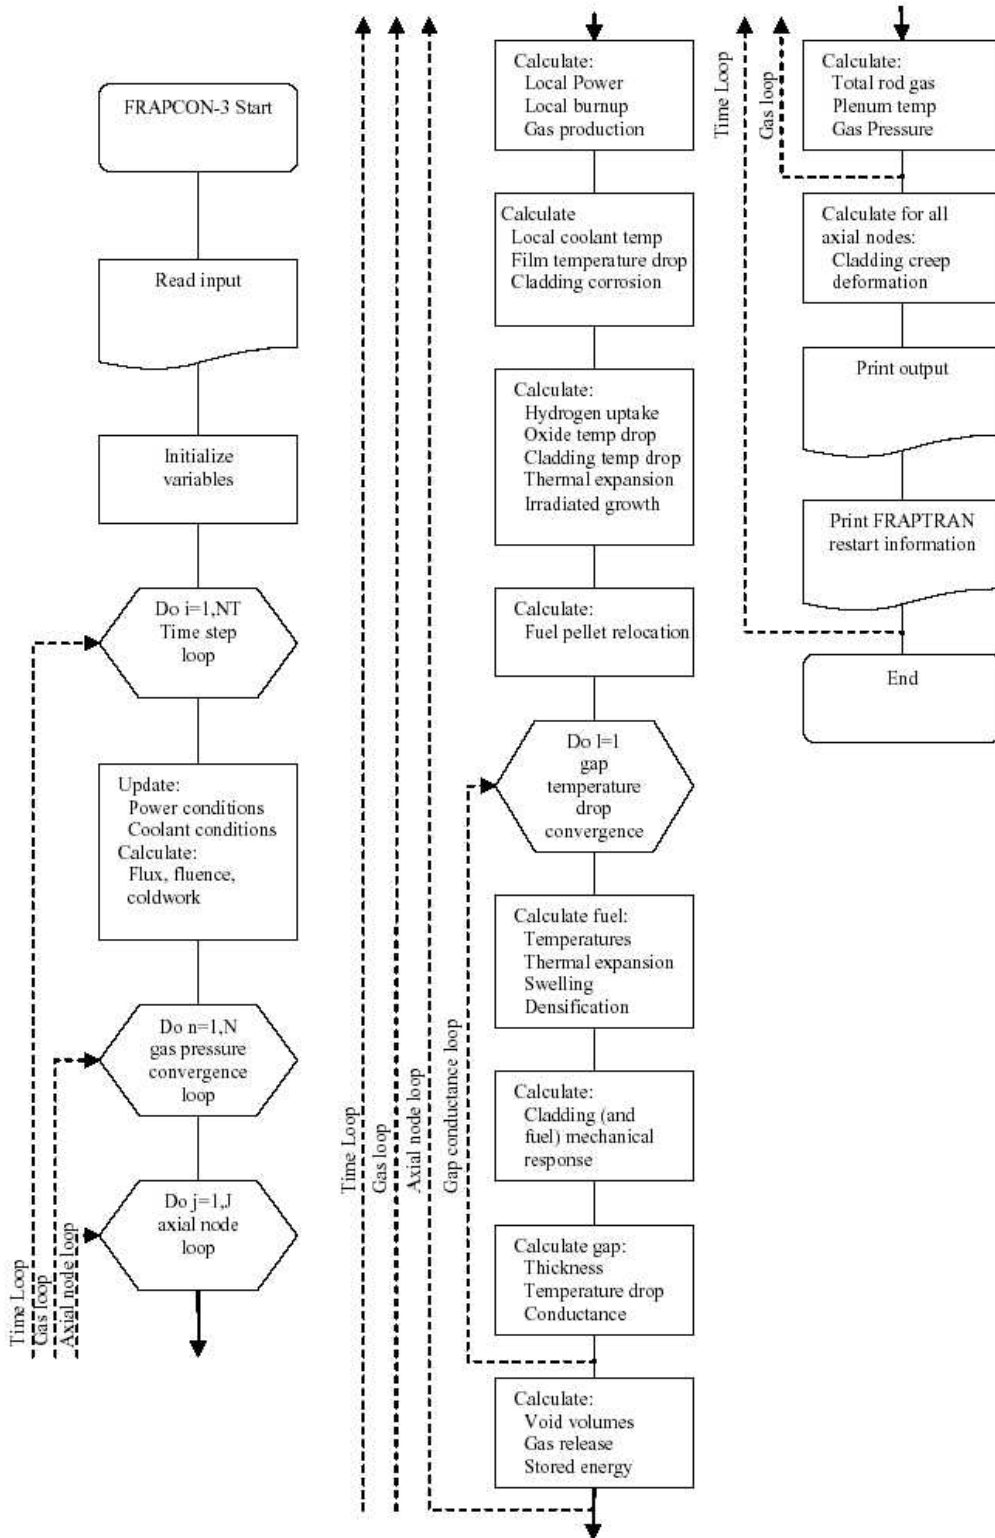 FRAPCON-3 Start
Read input
Initialize
variables
Do i=1,NT
Time step
loop
Update:
Power conditions
Coolant conditions
Calculate:
Flux, fluence,
coldwork
Do n=1,N
gas pressure
convergence
loop
Do j=1,J
axial node
loop
Time Loop
Gas loop
Axial node loop
Calculate:
Local Power
Local burnup
Gas production
Calculate
Local coolant temp
Film temperature drop
Cladding corrosion
Calculate:
Hydrogen uptake
Oxide temp drop
Cladding temp drop
Thermal expansion
Irradiated growth
Calculate:
Fuel pellet relocation
Do l=1
gap
temperature
drop
convergence
Calculate fuel:
Temperatures
Thermal expansion
Swelling
Densification
Calculate:
Cladding (and
fuel) mechanical
response
Calculate gap:
Thickness
Temperature drop
Conductance
Calculate:
Void volumes
Gas release
Stored energy
Time Loop
Gas loop
Axial node loop
Gap conductance loop
Time Loop
Gas loop
Calculate:
Total rod gas
Plenum temp
Gas Pressure
Calculate for all
axial nodes:
Cladding creep
deformation
Print output
Print FRAPTRAN
restart information
End